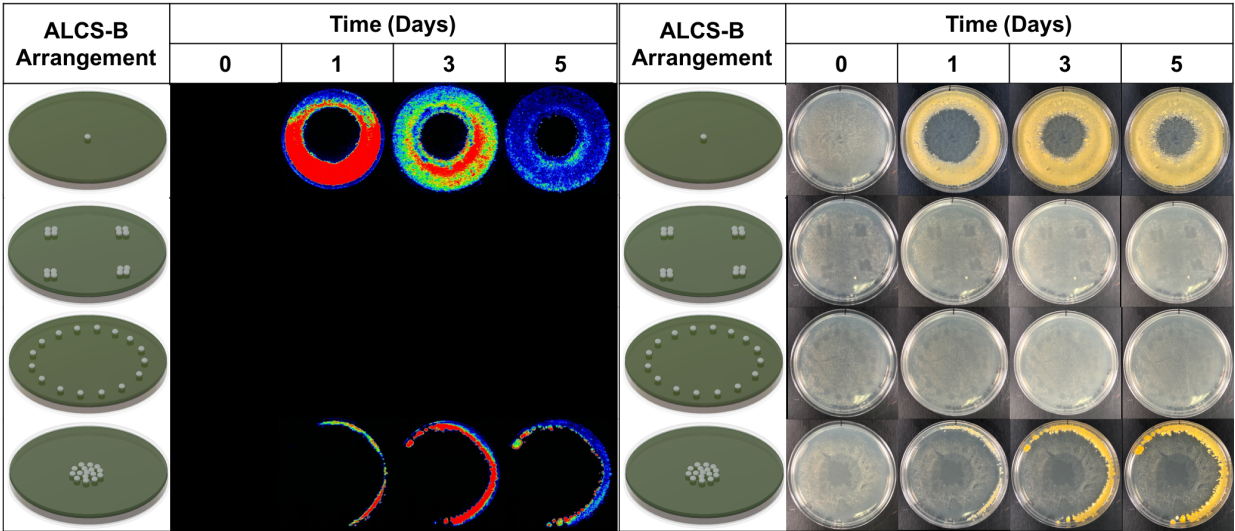 ALCS-B
Arrangement
Time (Days)
0 1 3 5
ALCS-B
Arrangement
Time (Days)
0 1 3 5